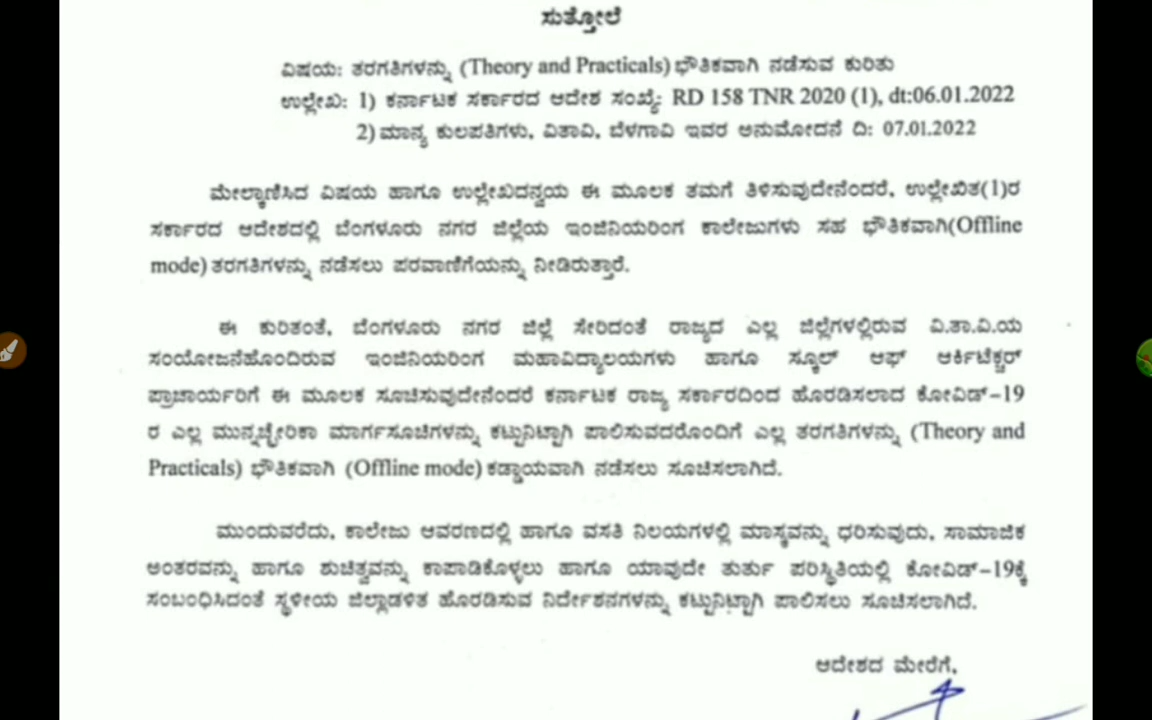 ಸುತ್ತೋಲೆ
ವಿಷಯ: ತರಗತಿಗಳನ್ನು (Theory and Practicals) ಭೌತಿಕವಾಗಿ ನಡೆಸುವ ಕುರಿತು
ಉಲ್ಲೇಖ: 1) ಕರ್ನಾಟಕ ಸರ್ಕಾರದ ಆದೇಶ ಸಂಖ್ಯೆ: RD 158 TNR 2020 (1), dt:06.01.2022
2) ಮಾನ್ಯ ಕುಲಪತಿಗಳು, ವಿತಾವಿ, ಬೆಳಗಾವಿ ಇವರ ಅನುಮೋದನೆ ದಿ: 07.01.2022
ಮೇಲ್ಕಾಣಿಸಿದ ವಿಷಯ ಹಾಗೂ ಉಲ್ಲೇಖದನ್ವಯ ಈ ಮೂಲಕ ತಮಗೆ ತಿಳಿಸುವುದೇನೆಂದರೆ, ಉಲ್ಲೇಖಿತ(1)ರ
ಸರ್ಕಾರದ ಆದೇಶದಲ್ಲಿ ಬೆಂಗಳೂರು ನಗರ ಜಿಲ್ಲೆಯ ಇಂಜಿನಿಯರಿಂಗ ಕಾಲೇಜುಗಳು ಸಹ ಭೌತಿಕವಾಗಿ(Offline
mode) ತರಗತಿಗಳನ್ನು ನಡೆಸಲು ಪರವಾಣಿಗೆಯನ್ನು ನೀಡಿರುತ್ತಾರೆ.
ಈ ಕುರಿತಂತೆ, ಬೆಂಗಳೂರು ನಗರ ಜಿಲ್ಲೆ ಸೇರಿದಂತೆ ರಾಜ್ಯದ ಎಲ್ಲ ಜಿಲ್ಲೆಗಳಲ್ಲಿರುವ ವಿ.ತಾ.ವಿ.ಯ
ಸಂಯೋಜನೆಹೊಂದಿರುವ ಇಂಜಿನಿಯರಿಂಗ ಮಹಾವಿದ್ಯಾಲಯಗಳು ಹಾಗೂ ಸ್ಕೂಲ್ ಆಫ್ ಆರ್ಕಿಟೆಕ್ಚರ್
ಪ್ರಾಚಾರ್ಯರಿಗೆ ಈ ಮೂಲಕ ಸೂಚಿಸುವುದೇನೆಂದರೆ ಕರ್ನಾಟಕ ರಾಜ್ಯ ಸರ್ಕಾರದಿಂದ ಹೊರಡಿಸಲಾದ ಕೋವಿಡ್-19
ರ ಎಲ್ಲ ಮುನ್ನಚ್ಛೇರಿಕಾ ಮಾರ್ಗಸೂಚಿಗಳನ್ನು ಕಟ್ಟುನಿಟ್ಟಾಗಿ ಪಾಲಿಸುವದರೊಂದಿಗೆ ಎಲ್ಲ ತರಗತಿಗಳನ್ನು (Theory and
Practicals) ಭೌತಿಕವಾಗಿ (Offline mode) ಕಡ್ಡಾಯವಾಗಿ ನಡೆಸಲು ಸೂಚಿಸಲಾಗಿದೆ.
ಮುಂದುವರೆದು, ಕಾಲೇಜು ಆವರಣದಲ್ಲಿ ಹಾಗೂ ವಸತಿ ನಿಲಯಗಳಲ್ಲಿ ಮಾಸ್ಕವನ್ನು ಧರಿಸುವುದು, ಸಾಮಾಜಿಕ
ಅಂತರವನ್ನು ಹಾಗೂ ಶುಚಿತ್ವವನ್ನು ಕಾಪಾಡಿಕೊಳ್ಳಲು ಹಾಗೂ ಯಾವುದೇ ತುರ್ತು ಪರಿಸ್ಥಿತಿಯಲ್ಲಿ ಕೋವಿಡ್-19ಕ್ಕೆ
ಸಂಬಂಧಿಸಿದಂತೆ ಸ್ಥಳೀಯ ಜಿಲ್ಲಾಡಳಿತ ಹೊರಡಿಸುವ ನಿರ್ದೇಶನಗಳನ್ನು ಕಟ್ಟುನಿಟ್ಟಾಗಿ ಪಾಲಿಸಲು ಸೂಚಿಸಲಾಗಿದೆ.
ಆದೇಶದ ಮೇರೆಗೆ,